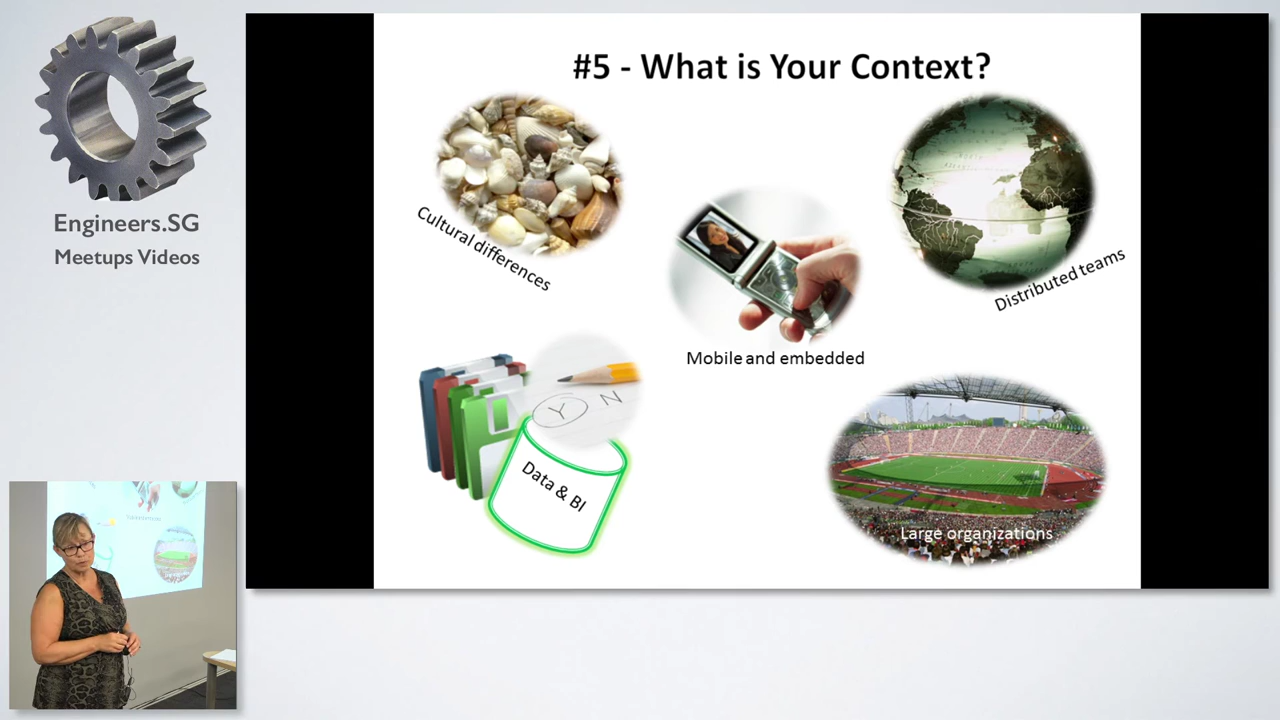 Engineers.SG
Meetups Videos
#5 - What is Your Context?
Cultural differences
Mobile and embedded
Distributed teams
Y N
Data & BI
Large organizations